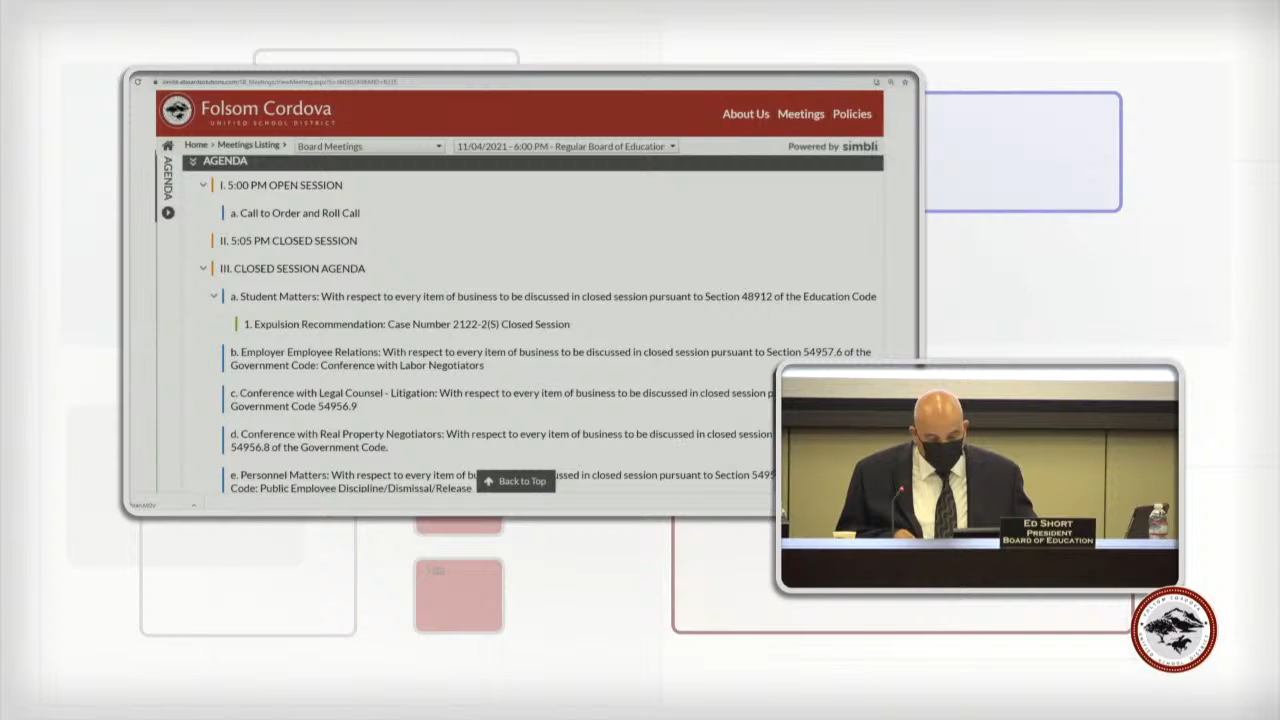 Folsom Cordova
UNIFIED SCHOOL DISTRICT
About Us Meetings Policies
Home > Meetings Listing > Board Meetings 11/04/2021 - 6:00 PM - Regular Board of Education
Powered by simbli
AGENDA
AGENDA
I. 5:00 PM OPEN SESSION
a. Call to Order and Roll Call
II. 5:05 PM CLOSED SESSION
III. CLOSED SESSION AGENDA
a. Student Matters: With respect to every item of business to be discussed in closed session pursuant to Section 48912 of the Education Code
1. Expulsion Recommendation: Case Number 2122-2(S) Closed Session
b. Employer Employee Relations: With respect to every item of business to be discussed in closed session pursuant to Section 54957.6 of the
Government Code: Conference with Labor Negotiators
c. Conference with Legal Counsel - Litigation: With respect to every item of business to be discussed in closed session p
Government Code 54956.9
d. Conference with Real Property Negotiators: With respect to every item of business to be discussed in closed session
54956.8 of the Government Code.
e. Personnel Matters: With respect to every item of bu ssed in closed session pursuant to Section 5495
Code: Public Employee Discipline/Dismissal/Release
Back to Top
ED SHORT
PRESIDENT
BOARD OF EDUCATION
FOLSOM CORDOVA
UNIFIED SCHOOL DISTRICT